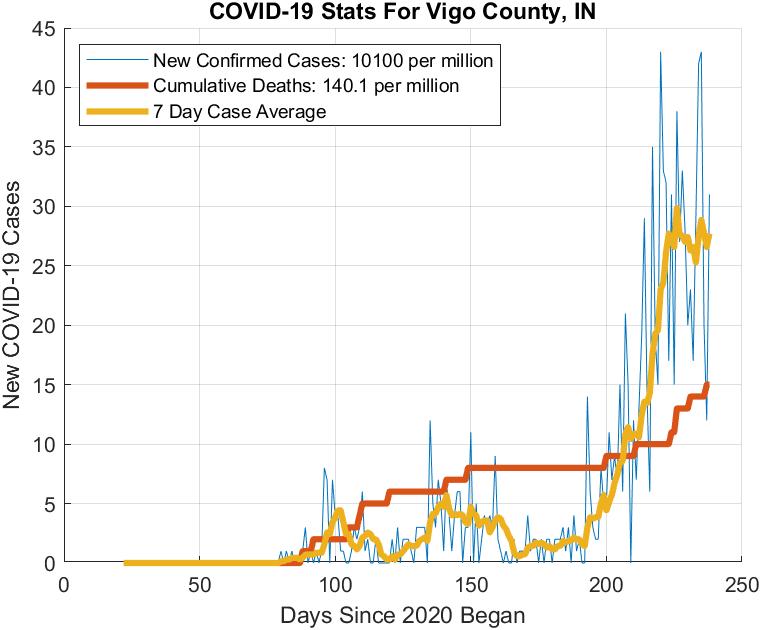 COVID-19 Stats For Vigo County, IN
45
40
35
30
25
20
15
10
5
0
New COVID-19 Cases
New Confirmed Cases: 10100 per million
Cumulative Deaths: 140.1 per million
7 Day Case Average
0 50 100 150 200 250
Days Since 2020 Began